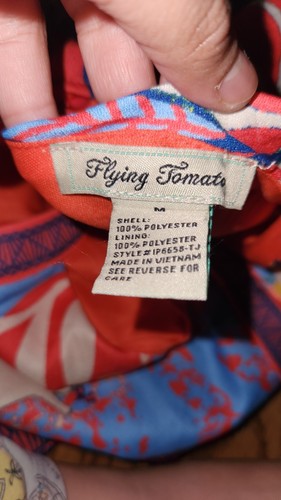 Flying Tomato
M
SHELL:
100% POLYESTER
LINING:
100% POLYESTER
STYLE#IP6658-TJ
MADE IN VIETNAM
SEE REVERSE FOR
CARE